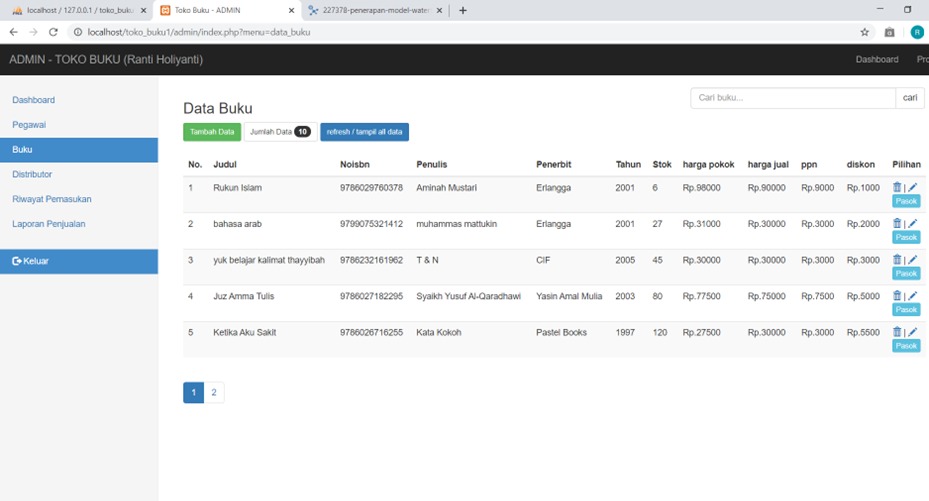 localhost / 127.0.0.1 / toko_buku
Toko Buku - ADMIN
227378-penerapan-model-water
localhost/toko_buku1/admin/index.php?menu=data_buku
R
ADMIN - TOKO BUKU (Ranti Holiyanti)
Dashboard Pro
Dashboard
Pegawai
Buku
Distributor
Riwayat Pemasukan
Laporan Penjualan
Keluar
Data Buku
Cari buku... cari
Tambah Data Jumlah Data 10 refresh / tampil all data
No. Judul Noisbn Penulis Penerbit Tahun Stok harga pokok harga jual ppn diskon Pilihan
1 Rukun Islam 9786029760378 Aminah Mustari Erlangga 2001 6 Rp.98000 Rp.90000 Rp.9000 Rp.1000 |
Pasok
2 bahasa arab 9799075321412 muhammas mattukin Erlangga 2001 27 Rp.31000 Rp.30000 Rp.3000 Rp.2000 |
Pasok
3 yuk belajar kalimat thayyibah 9786232161962 T & N CIF 2005 45 Rp.30000 Rp.30000 Rp.3000 Rp.3000 |
Pasok
4 Juz Amma Tulis 9786027182295 Syaikh Yusuf Al-Qaradhawi Yasin Amal Mulia 2003 80 Rp.77500 Rp.75000 Rp.7500 Rp.5000 |
Pasok
5 Ketika Aku Sakit 9786026716255 Kata Kokoh Pastel Books 1997 120 Rp.27500 Rp.30000 Rp.3000 Rp.5500 |
Pasok
1 2